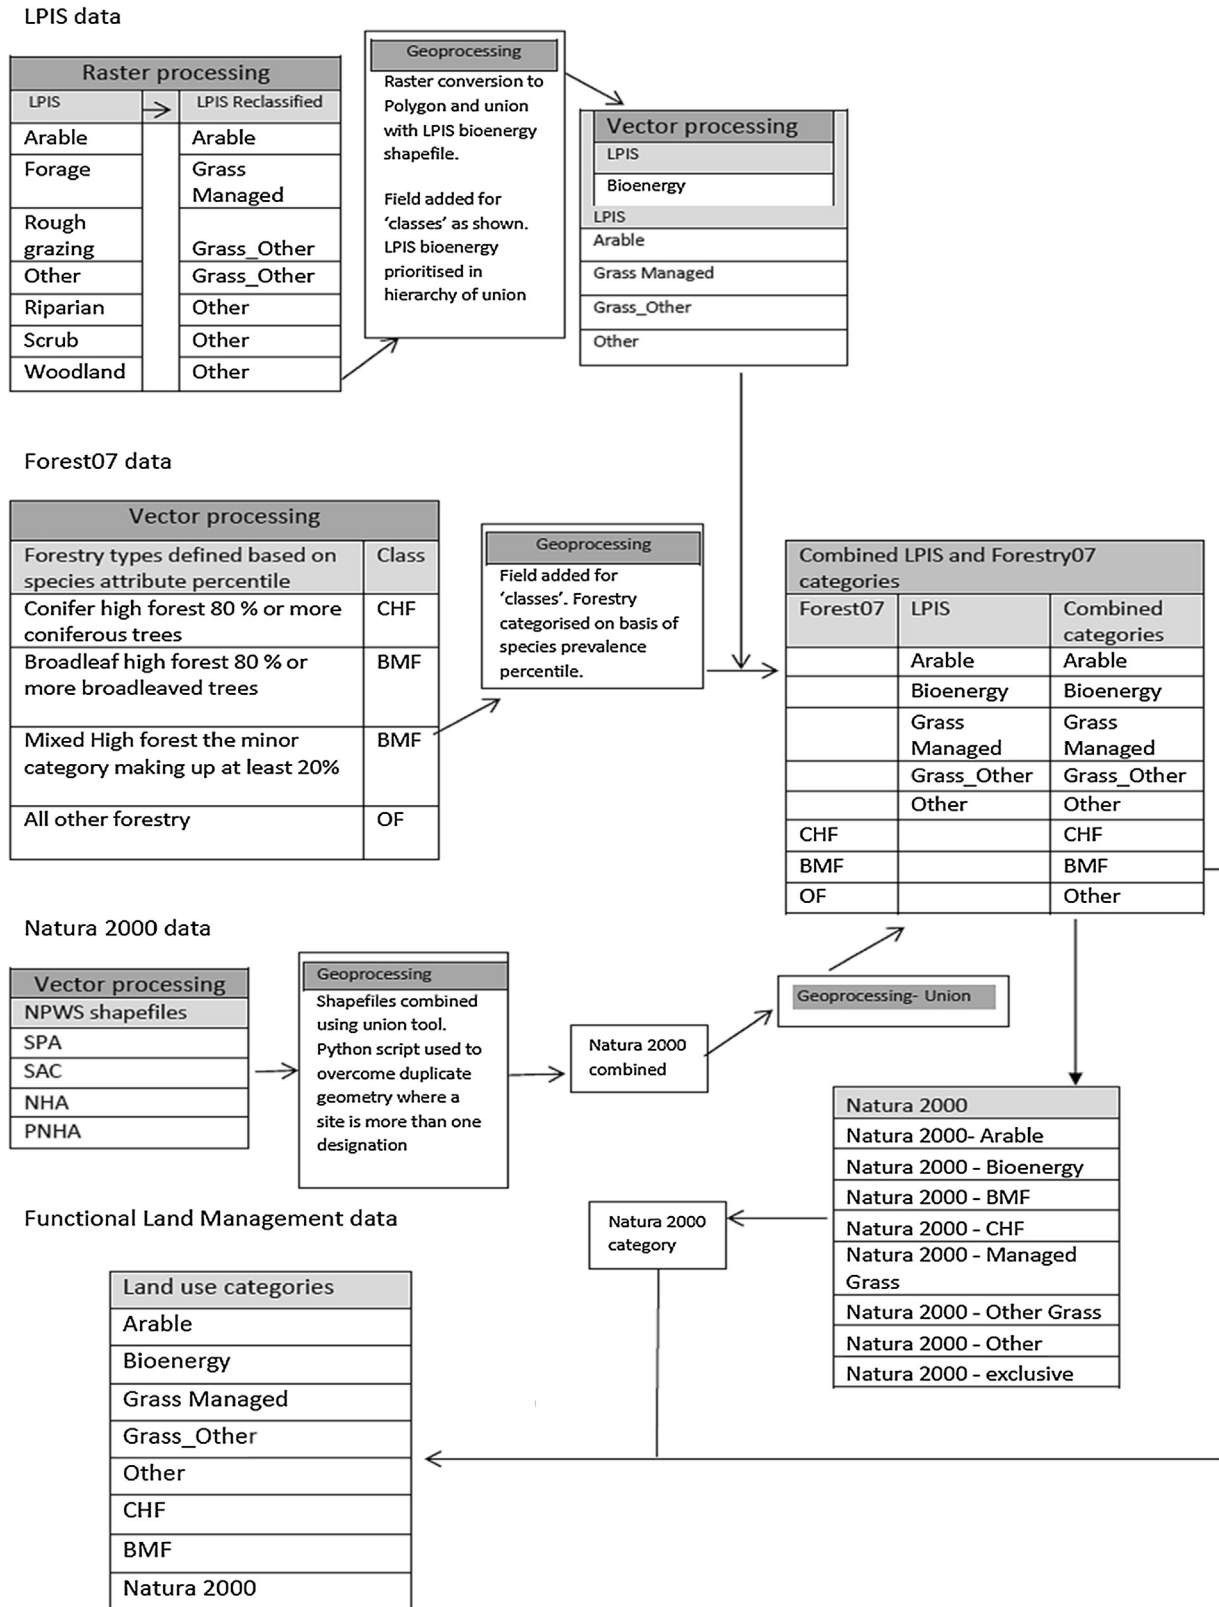 LPIS data
Raster processing
LPIS
LPIS Reclassified
Arable
Arable
Forage
Grass
Managed
Rough
grazing
Grass_Other
Other
Grass_Other
Riparian
Other
Scrub
Other
Woodland
Other
Geoprocessing
Raster conversion to
Polygon and union
with LPIS bioenergy
shapefile.
Field added for
‘classes’ as shown.
LPIS bioenergy
prioritised in
hierarchy of union
Vector processing
LPIS
Bioenergy
LPIS
Arable
Grass Managed
Grass_Other
Other
Forest07 data
Vector processing
Forestry types defined based on
species attribute percentile
Class
Conifer high forest 80 % or more
coniferous trees
CHF
Broadleaf high forest 80 % or
more broadleaved trees
BMF
Mixed High forest the minor
category making up at least 20%
BMF
All other forestry
OF
Geoprocessing
Field added for
‘classes’. Forestry
categorised on basis of
species prevalence
percentile.
Combined LPIS and Forestry07
categories
Forest07
LPIS
Combined
categories
Arable
Arable
Bioenergy
Bioenergy
Grass
Managed
Grass
Managed
Grass_Other
Grass_Other
Other
Other
CHF
CHF
BMF
BMF
OF
Other
Natura 2000 data
Vector processing
NPWS shapefiles
SPA
SAC
NHA
PNHA
Geoprocessing
Shapefiles combined
using union tool.
Python script used to
overcome duplicate
geometry where a
site is more than one
designation
Natura 2000
combined
Geoprocessing- Union
Natura 2000
Natura 2000- Arable
Natura 2000 - Bioenergy
Natura 2000 - BMF
Natura 2000 - CHF
Natura 2000 - Managed
Grass
Natura 2000 - Other Grass
Natura 2000 - Other
Natura 2000 - exclusive
Natura 2000
category
Functional Land Management data
Land use categories
Arable
Bioenergy
Grass Managed
Grass_Other
Other
CHF
BMF
Natura 2000